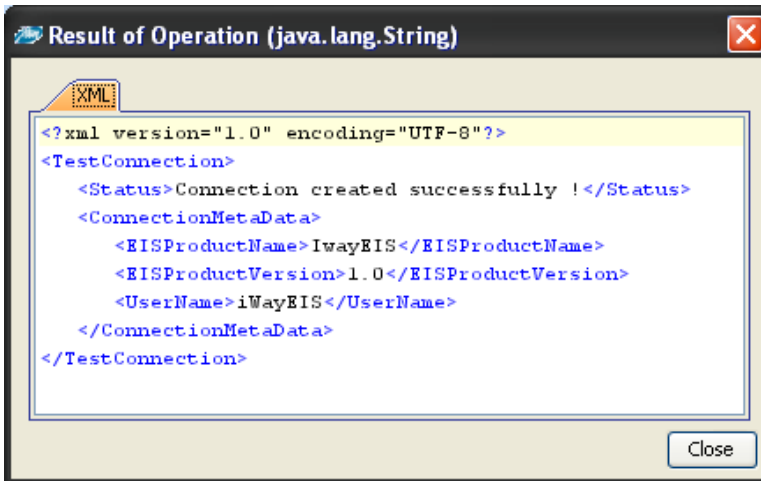 Result of Operation (java.lang.String)
XML
<?xml version="1.0" encoding="UTF-8"?>
<TestConnection>
<Status>Connection created successfully !</Status>
<ConnectionMetaData>
<EISProductName>IwayEIS</EISProductName>
<EISProductVersion>1.0</EISProductVersion>
<UserName>iWayEIS</UserName>
</ConnectionMetaData>
</TestConnection>
Close